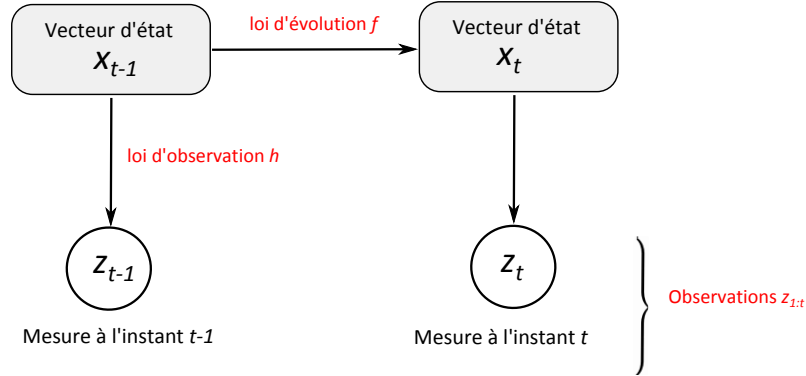 Vecteur d'état
x_{t-1}
loi d'évolution f
Vecteur d'état
x_t
loi d'observation h
z_{t-1}
z_t
Observations z_{1:t}
Mesure à l'instant t-1
Mesure à l'instant t